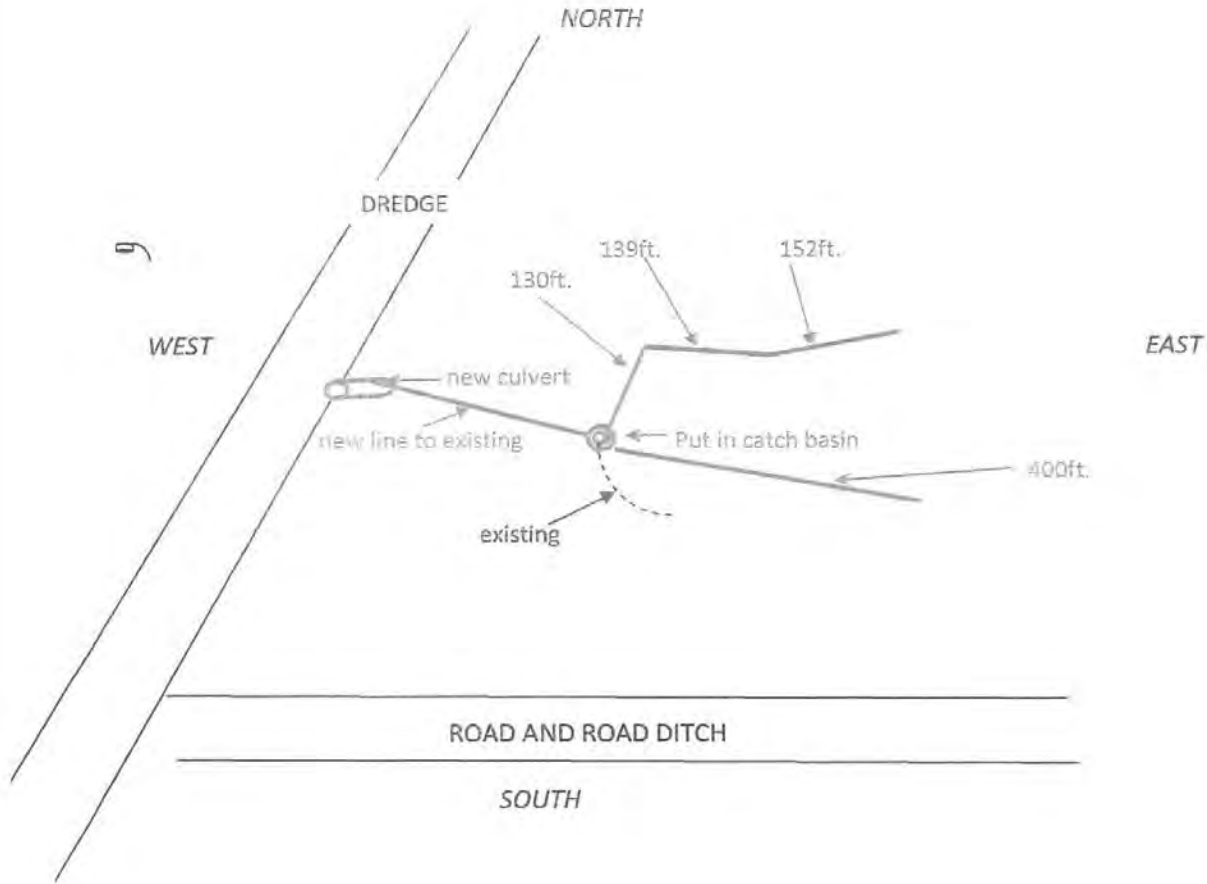 NORTH
DREDGE
139ft.
152ft.
130ft.
WEST
EAST
new culvert
new line to existing
Put in catch basin
400ft.
existing
ROAD AND ROAD DITCH
SOUTH